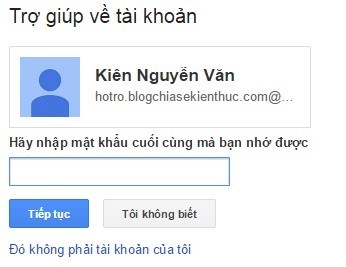 Trợ giúp về tài khoản
Kiên Nguyễn Văn
hotro.blogchiasekienthuc.com@...
Hãy nhập mật khẩu cuối cùng mà bạn nhớ được
Tiếp tục
Tôi không biết
Đó không phải tài khoản của tôi